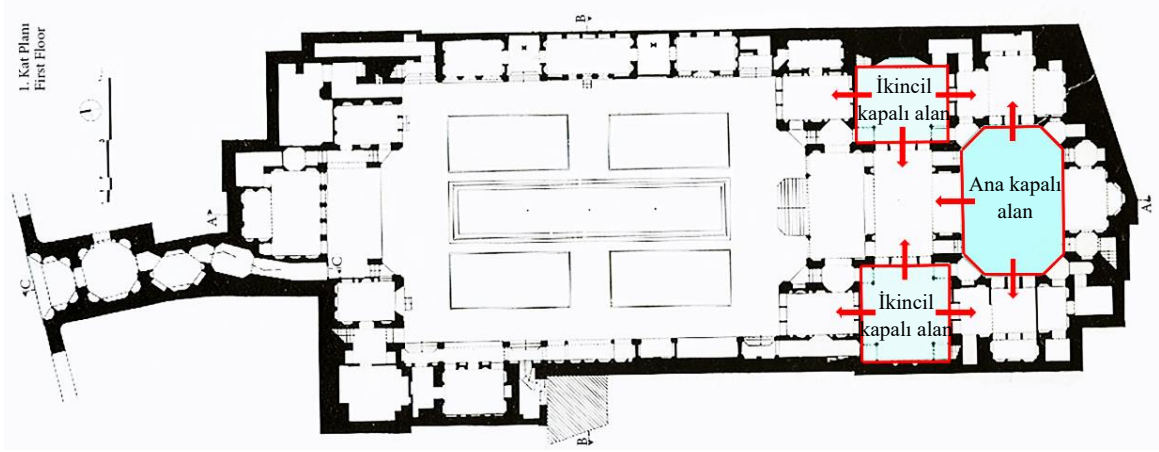 1. Kat Planı
First Floor
B
İkincil
kapalı alan
Ana kapalı
alan
A
A
C
C
İkincil
kapalı alan
B